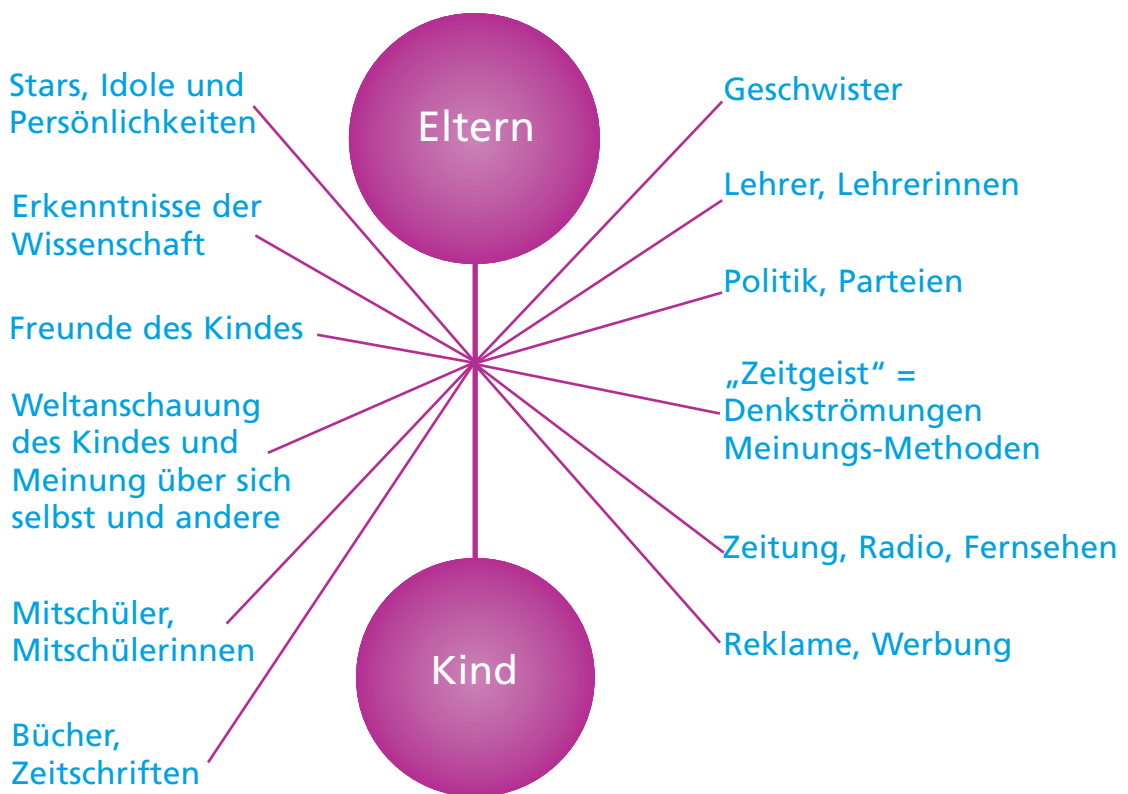 Stars, Idole und
Persönlichkeiten
Erkenntnisse der
Wissenschaft
Freunde des Kindes
Weltanschauung
des Kindes und
Meinung über sich
selbst und andere
Mitschüler,
Mitschülerinnen
Bücher,
Zeitschriften
Eltern
Kind
Geschwister
Lehrer, Lehrerinnen
Politik, Parteien
„Zeitgeist“ =
Denkströmungen
Meinungs-Methoden
Zeitung, Radio, Fernsehen
Reklame, Werbung